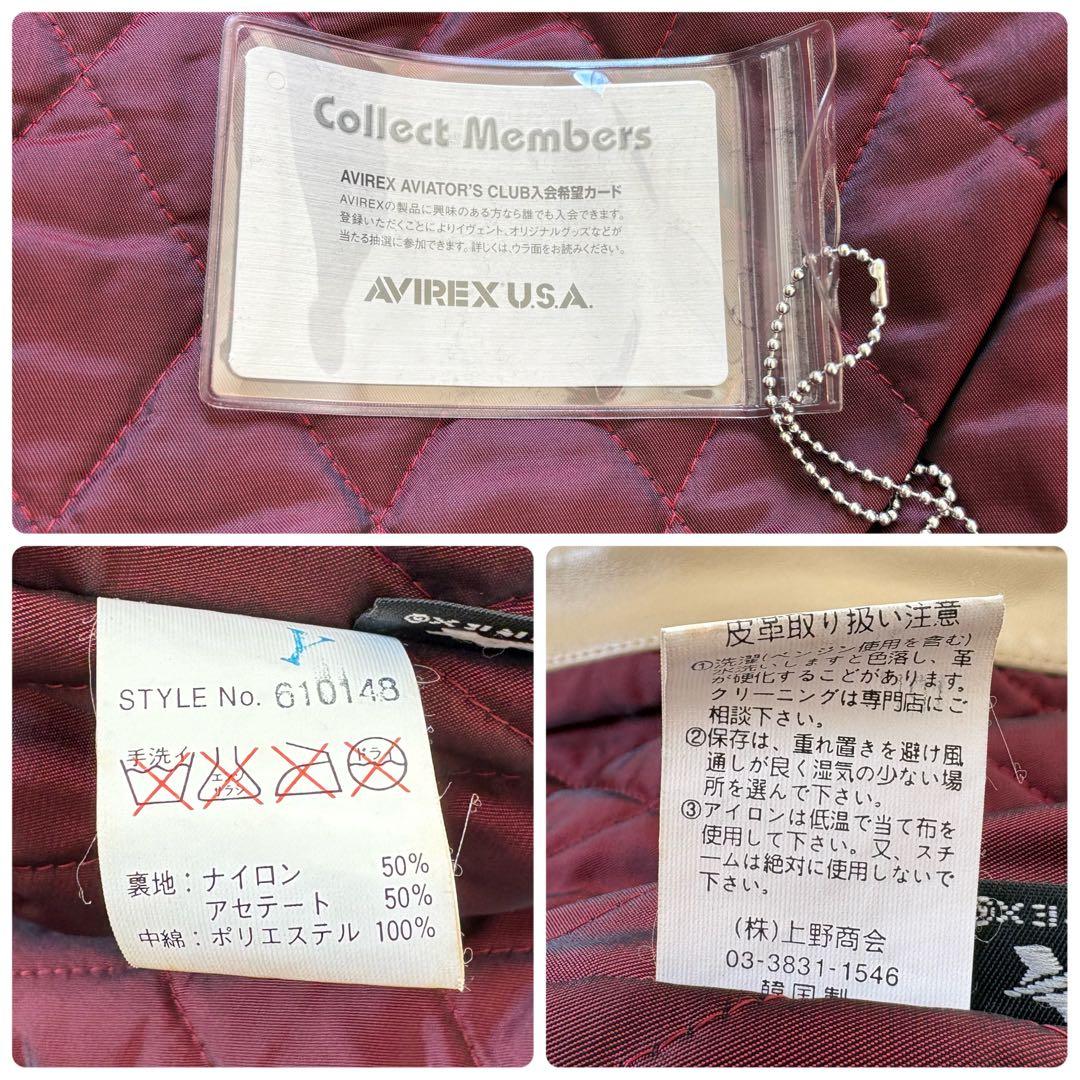 Collect Members
AVIREX AVIATOR'S CLUB入会希望カード
AVIREXの製品に興味のある方なら誰でも入会できます。
登録いただくことによりイヴェント、オリジナルグッズなどが
当たる抽選に参加できます。詳しくは、ウラ面をお読みください。
AVIREX U.S.A.
STYLE No. 610148
手洗イ
エンソ
サラシ
ドライ
裏地：ナイロン 50%
アセテート 50%
中綿：ポリエステル 100%
皮革取り扱い注意
①洗濯(ベンジン使用を含む)
水洗いしますと色落し、革
が硬化するこどがあります。
クリーニングは専門店にご
相談下さい。
②保存は、重れ置きを避け風
通しが良く湿気の少ない場
所を選んで下さい。
③アイロンは低温で当て布を
使用して下さい。又、スチ
ームは絶対に使用しないで
下さい。
(株)上野商会
03-3831-1546
韓国製